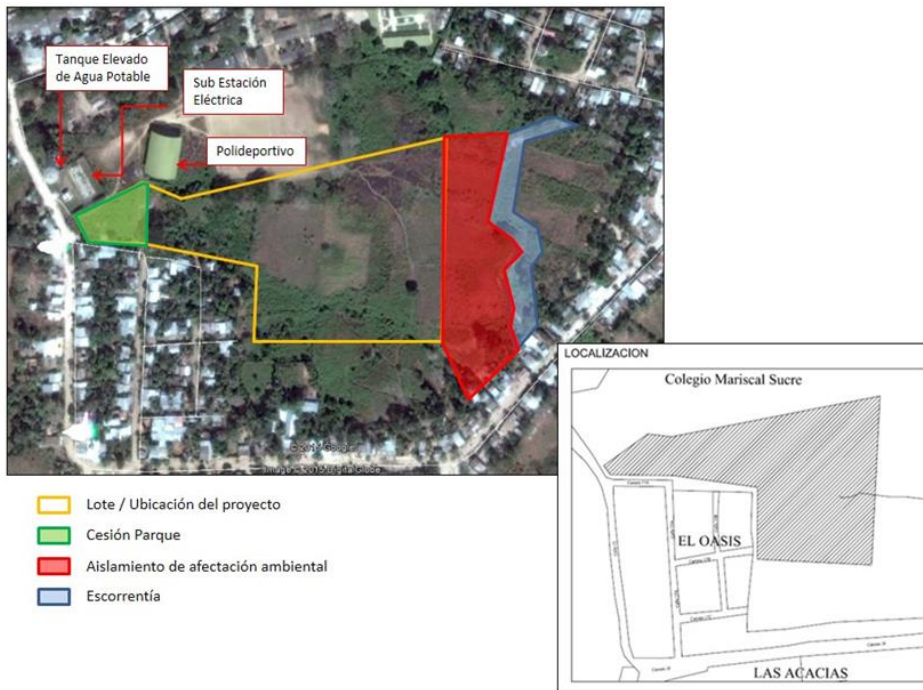 Tanque Elevado
de Agua Potable
Sub Estación
Eléctrica
Polideportivo
Lote / Ubicación del proyecto
Cesión Parque
Aislamiento de afectación ambiental
Escorrentía
LOCALIZACION
Colegio Mariscal Sucre
EL OASIS
LAS ACACIAS